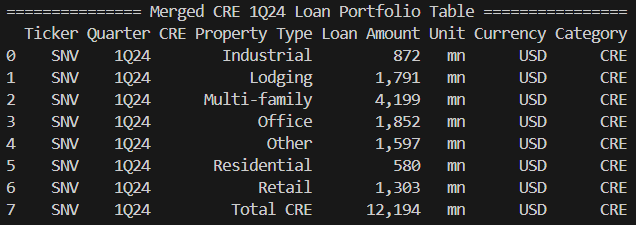 =============== Merged CRE 1Q24 Loan Portfolio Table ================
Ticker Quarter CRE Property Type Loan Amount Unit Currency Category
0 SNV 1Q24 Industrial 872 mn USD CRE
1 SNV 1Q24 Lodging 1,791 mn USD CRE
2 SNV 1Q24 Multi-family 4,199 mn USD CRE
3 SNV 1Q24 Office 1,852 mn USD CRE
4 SNV 1Q24 Other 1,597 mn USD CRE
5 SNV 1Q24 Residential 580 mn USD CRE
6 SNV 1Q24 Retail 1,303 mn USD CRE
7 SNV 1Q24 Total CRE 12,194 mn USD CRE